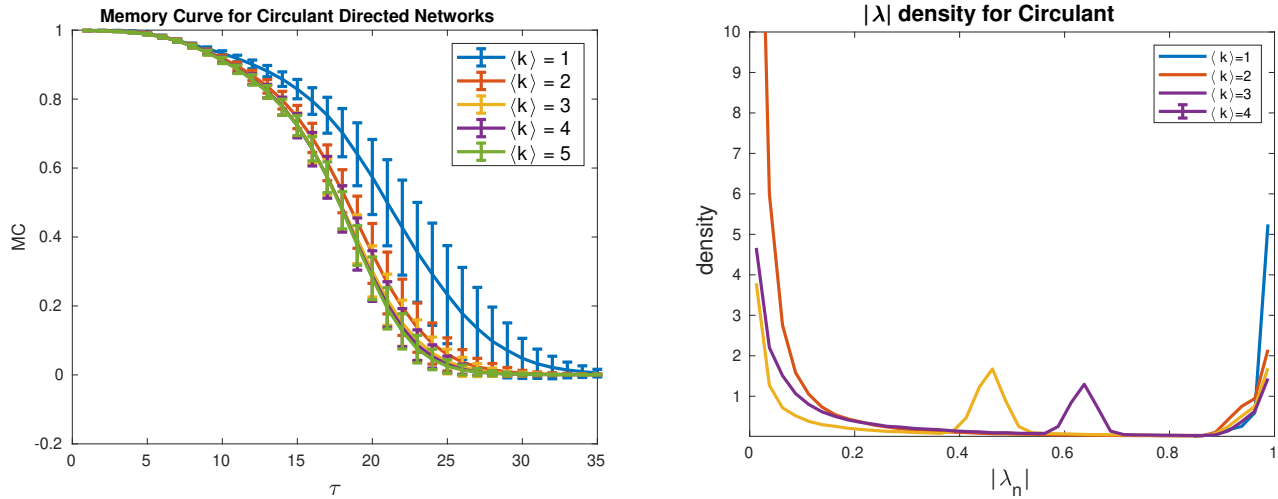 Memory Curve for Circulant Directed Networks
MC
1
0.8
0.6
0.4
0.2
0
-0.2
0 5 10 15 20 25 30 35
τ
⟨k⟩ = 1
⟨k⟩ = 2
⟨k⟩ = 3
⟨k⟩ = 4
⟨k⟩ = 5
|λ| density for Circulant
density
10
9
8
7
6
5
4
3
2
1
0 0.2 0.4 0.6 0.8 1
|λn|
⟨ k⟩=1
⟨ k⟩=2
⟨ k⟩=3
⟨ k⟩=4